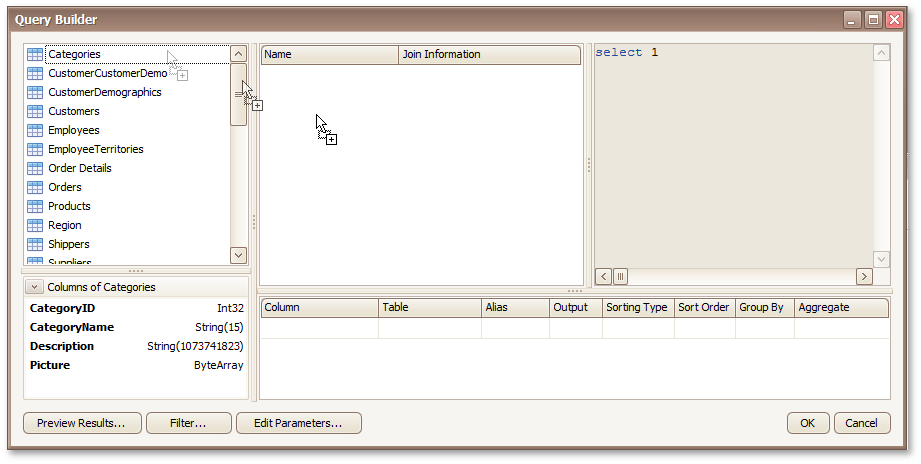 Query Builder
Categories
CustomerCustomerDemo
CustomerDemographics
Customers
Employees
EmployeeTerritories
Order Details
Orders
Products
Region
Shippers
Suppliers
Columns of Categories
CategoryID Int32
CategoryName String(15)
Description String(1073741823)
Picture ByteArray
Name Join Information
select 1
Column Table Alias Output Sorting Type Sort Order Group By Aggregate
Preview Results... Filter... Edit Parameters... OK Cancel